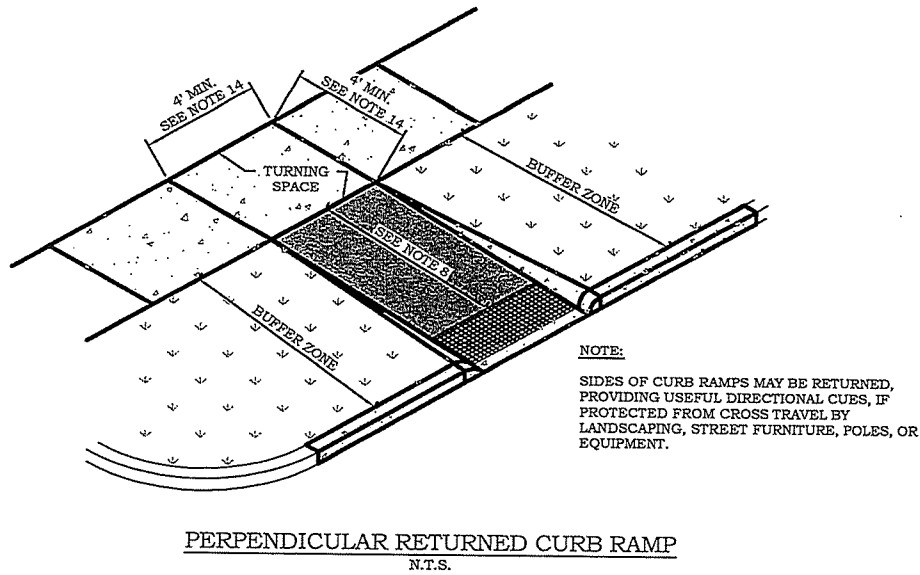 4' MIN.
SEE NOTE 14
4' MIN.
SEE NOTE 14
TURNING
SPACE
BUFFER ZONE
SEE NOTE 8
BUFFER ZONE
NOTE:
SIDES OF CURB RAMPS MAY BE RETURNED,
PROVIDING USEFUL DIRECTIONAL CUES, IF
PROTECTED FROM CROSS TRAVEL BY
LANDSCAPING, STREET FURNITURE, POLES, OR
EQUIPMENT.
PERPENDICULAR RETURNED CURB RAMP
N.T.S.